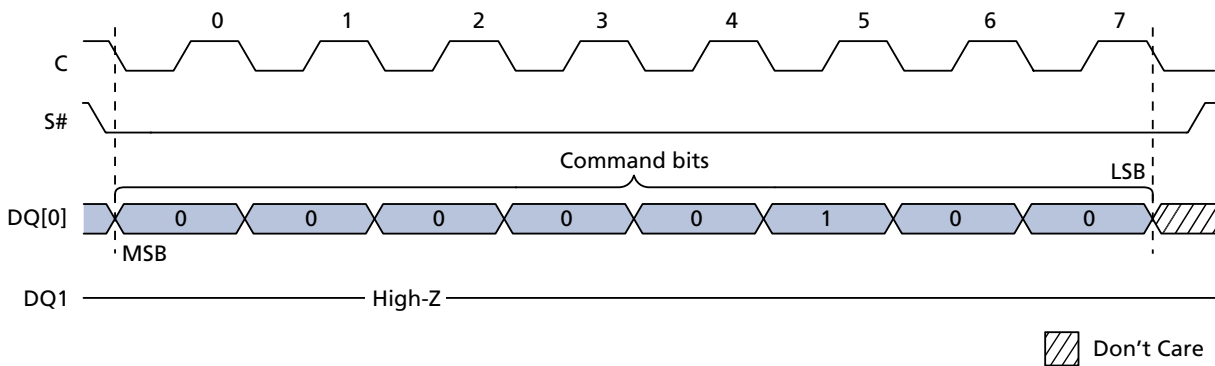 0 1 2 3 4 5 6 7
C
S#
Command bits
LSB
DQ[0] 0 0 0 0 0 1 0 0
MSB
DQ1 High-Z
Don't Care